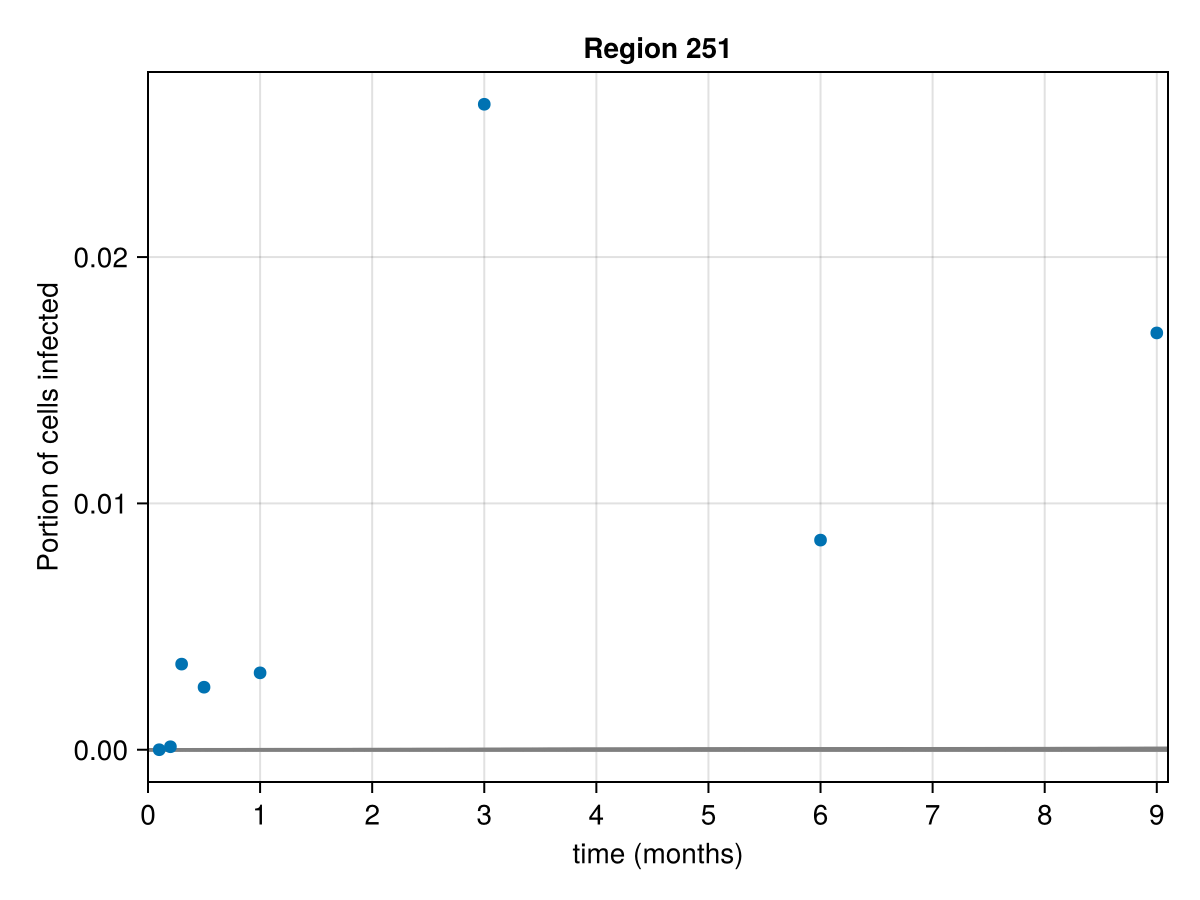 Region 251
Portion of cells infected
0.02
0.01
0.00
0 1 2 3 4 5 6 7 8 9
time (months)